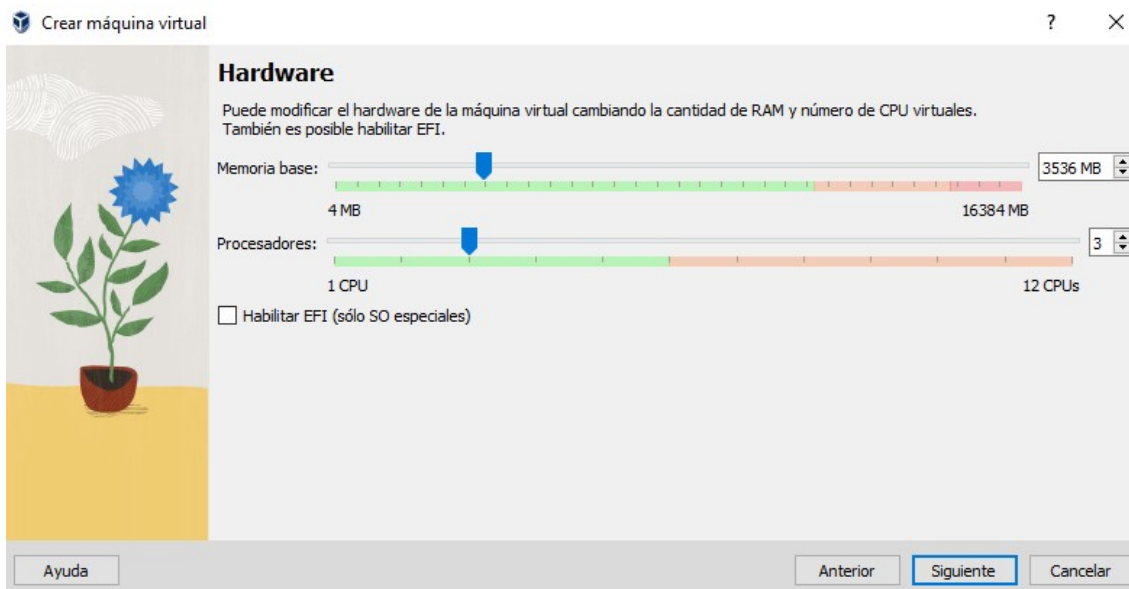 Crear máquina virtual
?
Hardware
Puede modificar el hardware de la máquina virtual cambiando la cantidad de RAM y número de CPU virtuales.
También es posible habilitar EFI.
Memoria base:
3536 MB
4 MB
16384 MB
Procesadores:
3
1 CPU
12 CPUs
Habilitar EFI (sólo SO especiales)
Ayuda
Anterior
Siguiente
Cancelar